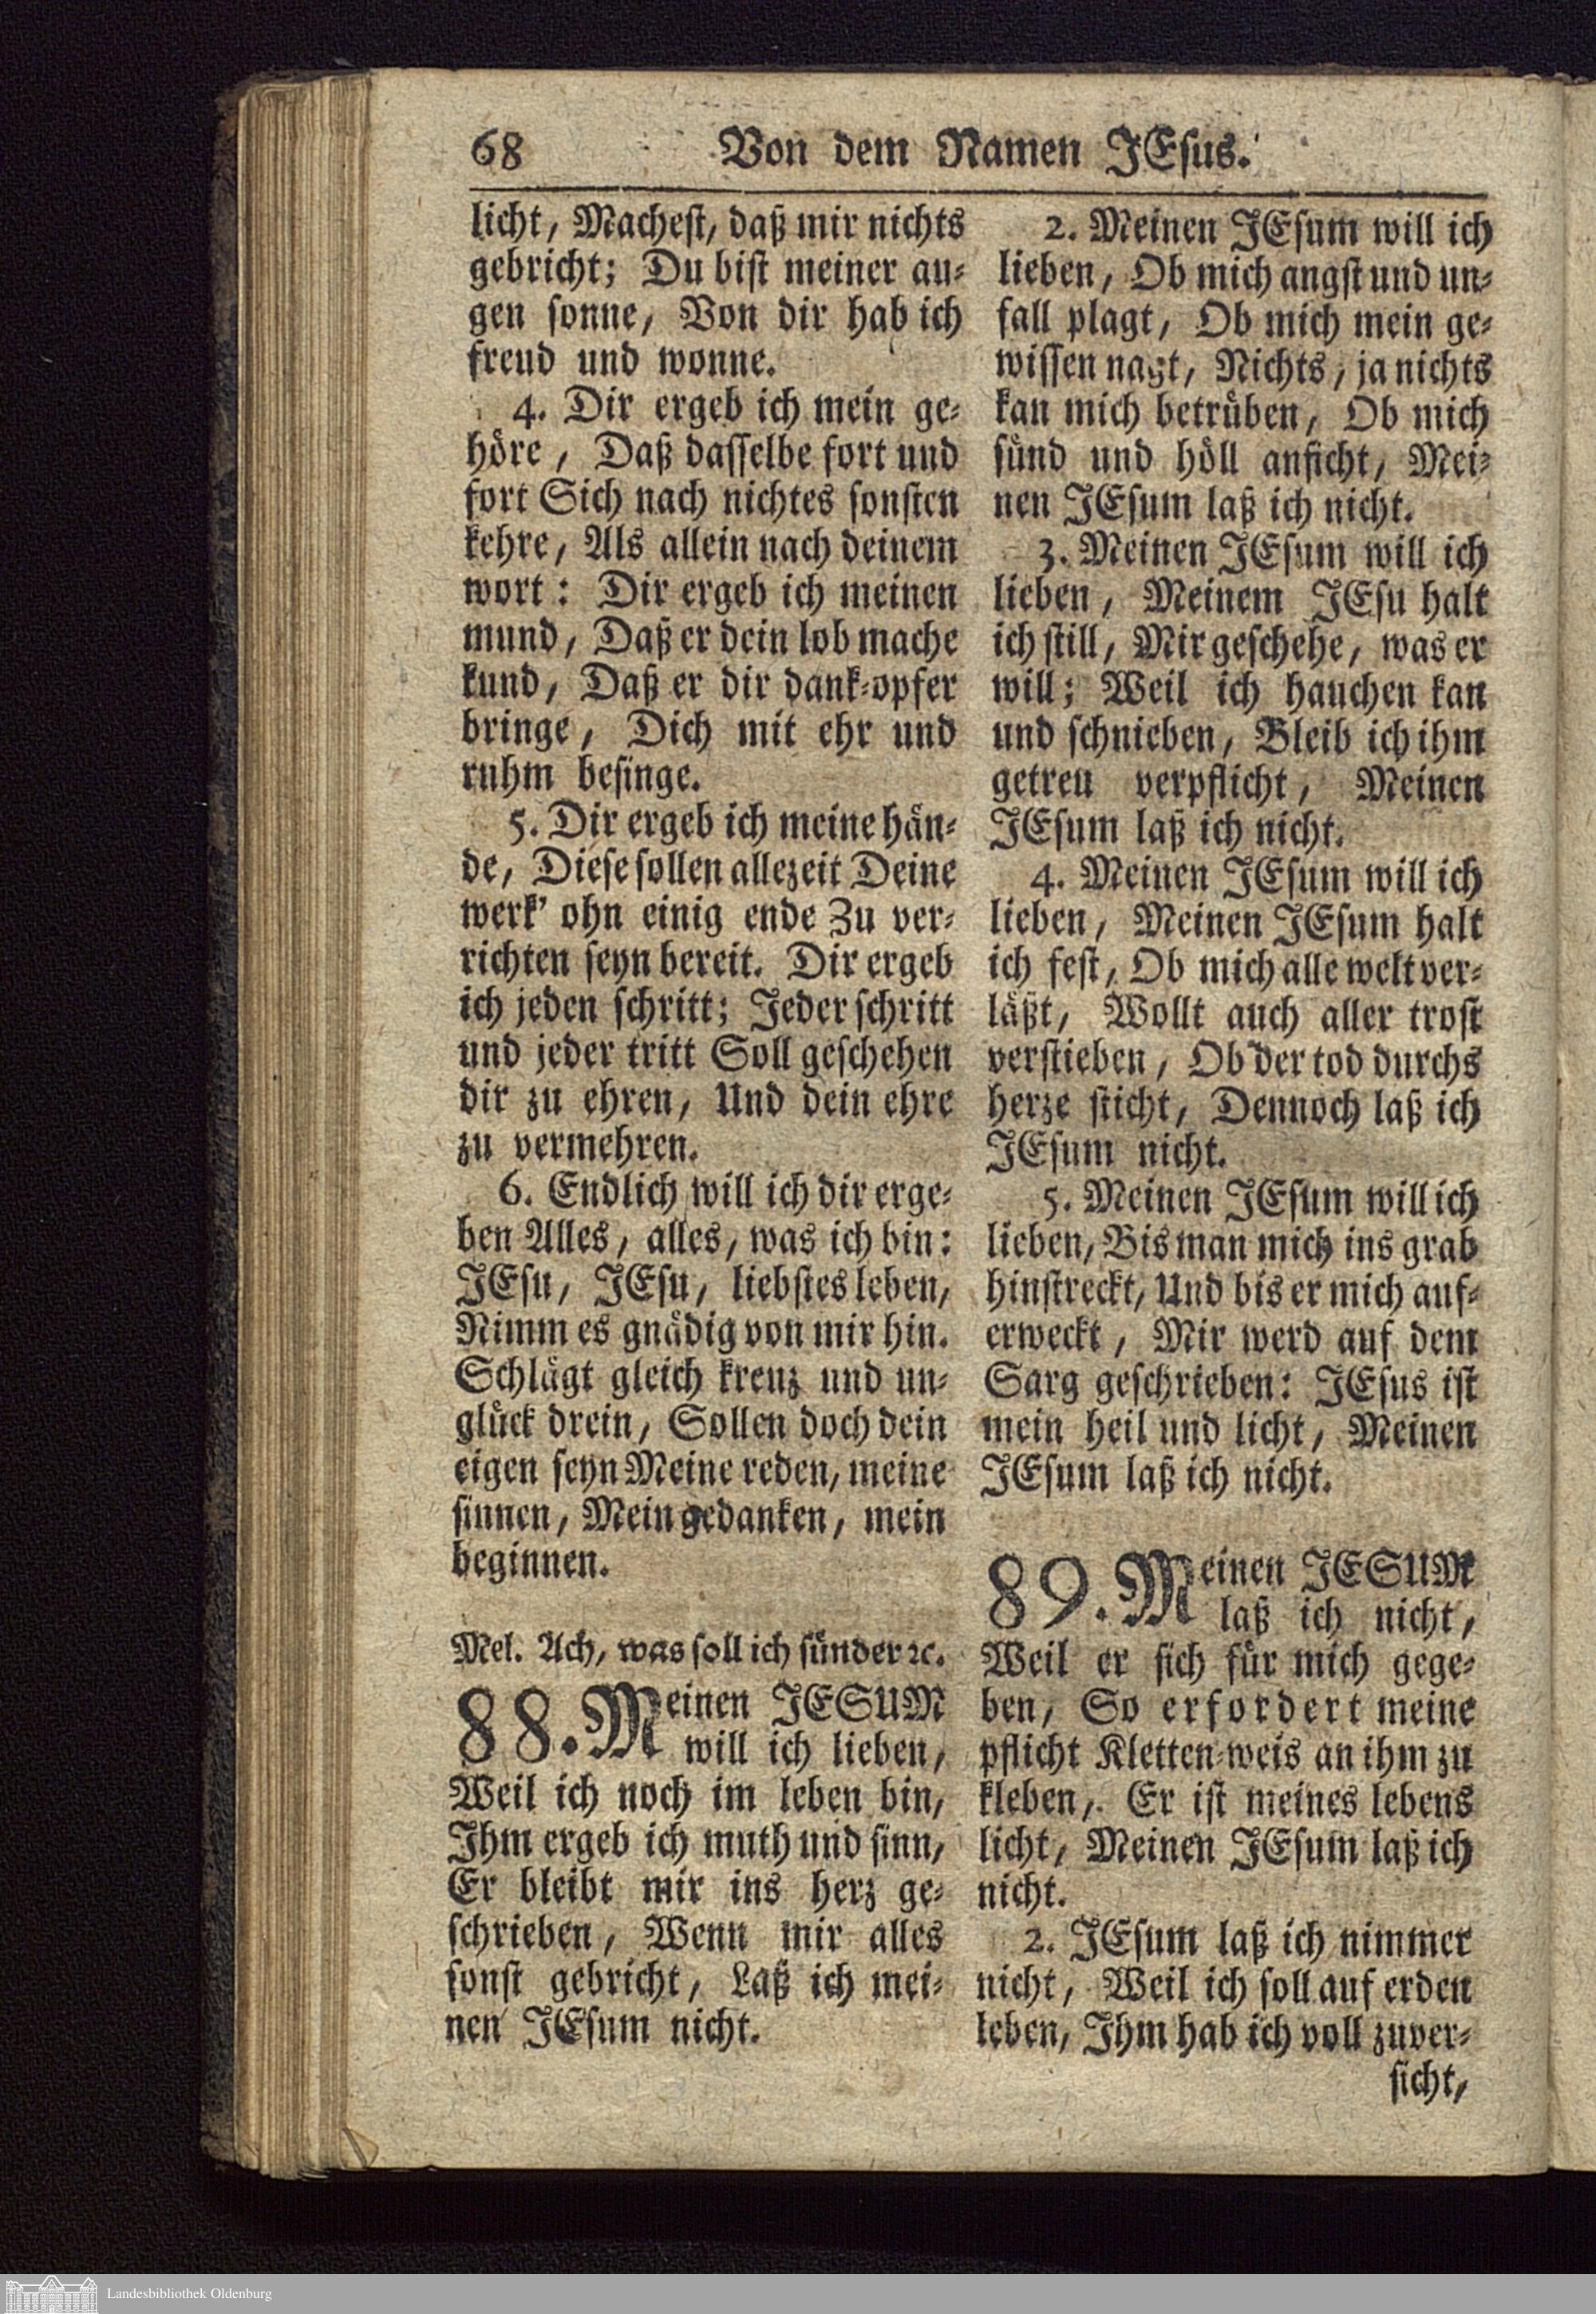 68 Von dem Namen JEsus.
licht, Machest, daß mir nichts
gebricht; Du bist meiner au-
gen sonne, Von dir hab ich
freud und wonne.
4. Dir ergeb ich mein ge-
höre, Daß dasselbe fort und
fort Sich nach nichtes sonsten
kehre, Als allein nach deinem
wort: Dir ergeb ich meinen
mund, Daß er dein lob mache
kund, Daß er dir dank-opfer
bringe, Dich mit ehr und
ruhm besinge.
5. Dir ergeb ich meine hän-
de, Diese sollen allezeit Deine
werk' ohn einig ende Zu ver-
richten seyn bereit. Dir ergeb
ich jeden schritt; Jeder schritt
und jeder tritt Soll geschehen
dir zu ehren, Und dein ehre
zu vermehren.
6. Endlich will ich dir erge-
ben Alles, alles, was ich bin:
JEsu, JEsu, liebstes leben,
Nimm es gnädig von mir hin.
Schlägt gleich kreuz und un-
glück drein, Sollen doch dein
eigen seyn Meine reden, meine
sinnen, Mein gedanken, mein
beginnen.
Mel. Ach, was soll ich sünder ꝛc.
88. Meinen JESUM
will ich lieben,
Weil ich noch im leben bin,
Ihm ergeb ich muth und sinn,
Er bleibt mir ins herz ge-
schrieben, Wenn mir alles
sonst gebricht, Laß ich mei-
nen JEsum nicht.
2. Meinen JEsum will ich
lieben, Ob mich angst und un-
fall plagt, Ob mich mein ge-
wissen nagt, Nichts, ja nichts
kan mich betrüben, Ob mich
sünd und höll anficht, Mei-
nen JEsum laß ich nicht.
3. Meinen JEsum will ich
lieben, Meinem JEsu halt
ich still, Mir geschehe, was er
will; Weil ich hauchen kan
und schnieben, Bleib ich ihm
getreu verpflicht, Meinen
JEsum laß ich nicht.
4. Meinen JEsum will ich
lieben, Meinen JEsum halt
ich fest, Ob mich alle welt ver-
läßt, Wollt auch aller trost
verstieben, Ob der tod durchs
herze sticht, Dennoch laß ich
JEsum nicht.
5. Meinen JEsum will ich
lieben, Bis man mich ins grab
hinstreckt, Und bis er mich auf-
erweckt, Mir werd auf dem
Sarg geschrieben: JEsus ist
mein heil und licht, Meinen
JEsum laß ich nicht.
89. Meinen JESUM
laß ich nicht,
Weil er sich für mich gege-
ben, So erfordert meine
pflicht Kletten-weis an ihm zu
kleben, Er ist meines lebens
licht, Meinen JEsum laß ich
nicht.
2. JEsum laß ich nimmer
nicht, Weil ich soll auf erden
leben, Ihm hab ich voll zuver-
sicht,
Landesbibliothek Oldenburg